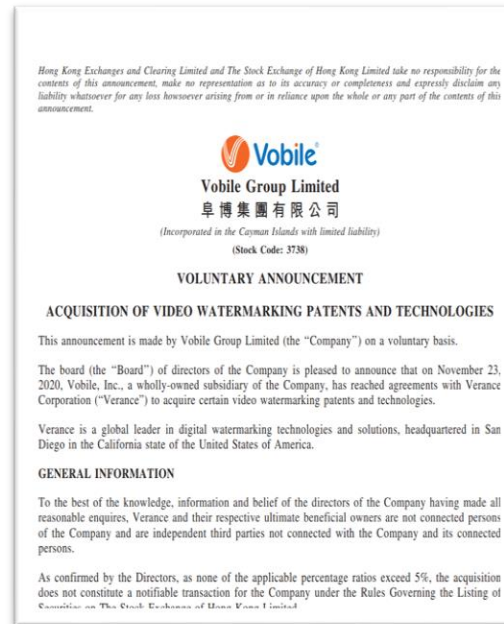 Hong Kong Exchanges and Clearing Limited and The Stock Exchange of Hong Kong Limited take no responsibility for the
contents of this announcement, make no representation as to its accuracy or completeness and expressly disclaim any
liability whatsoever for any loss howsoever arising from or in reliance upon the whole or any part of the contents of this
announcement.
Vobile
Vobile Group Limited
阜博集團有限公司
(Incorporated in the Cayman Islands with limited liability)
(Stock Code: 3738)
VOLUNTARY ANNOUNCEMENT
ACQUISITION OF VIDEO WATERMARKING PATENTS AND TECHNOLOGIES
This announcement is made by Vobile Group Limited (the “Company”) on a voluntary basis.
The board (the “Board”) of directors of the Company is pleased to announce that on November 23,
2020, Vobile, Inc., a wholly-owned subsidiary of the Company, has reached agreements with Verance
Corporation (“Verance”) to acquire certain video watermarking patents and technologies.
Verance is a global leader in digital watermarking technologies and solutions, headquartered in San
Diego in the California state of the United States of America.
GENERAL INFORMATION
To the best of the knowledge, information and belief of the directors of the Company having made all
reasonable enquires, Verance and their respective ultimate beneficial owners are not connected persons
of the Company and are independent third parties not connected with the Company and its connected
persons.
As confirmed by the Directors, as none of the applicable percentage ratios exceed 5%, the acquisition
does not constitute a notifiable transaction for the Company under the Rules Governing the Listing of
Securities on The Stock Exchange of Hong Kong Limited